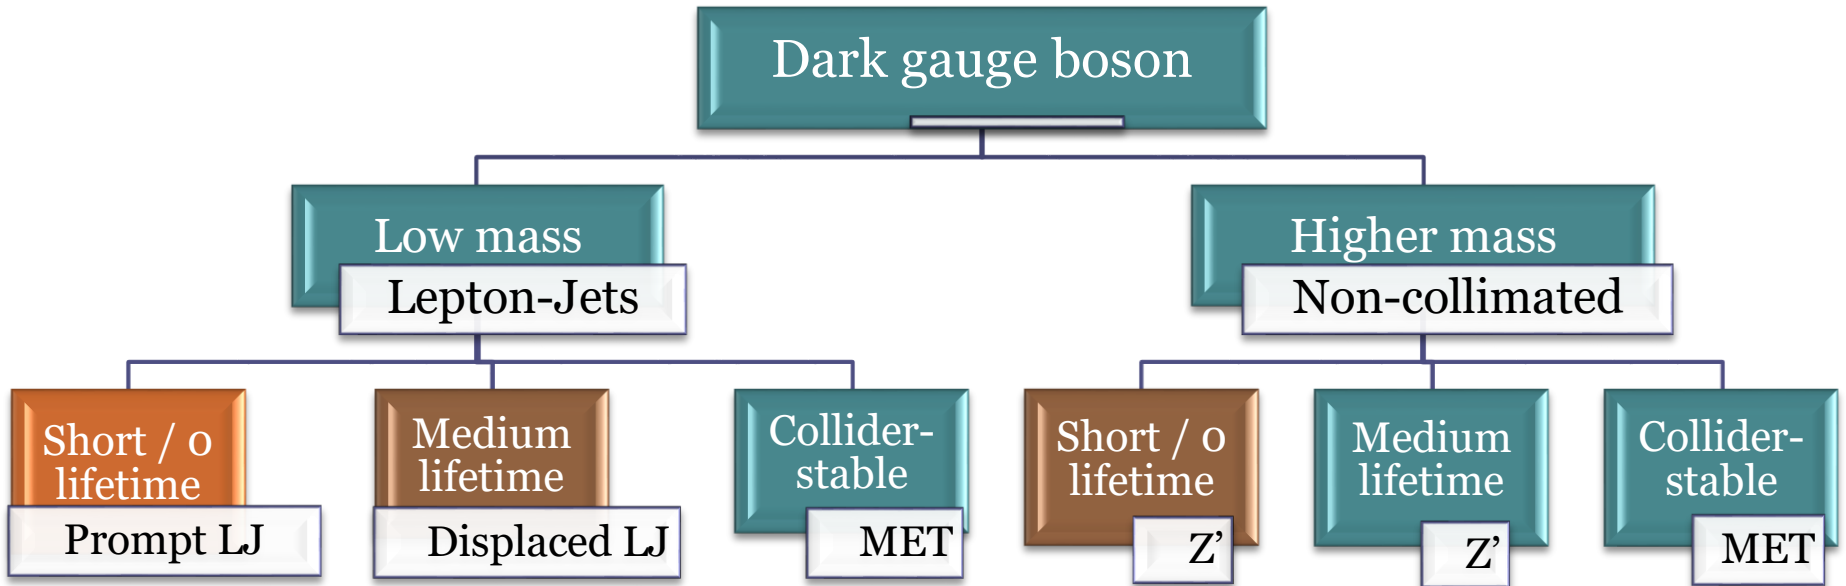 Dark gauge boson
Low mass
Lepton-Jets
Higher mass
Non-collimated
Short / 0
lifetime
Prompt LJ
Medium
lifetime
Displaced LJ
Collider-
stable
MET
Short / 0
lifetime
Z'
Medium
lifetime
Z'
Collider-
stable
MET